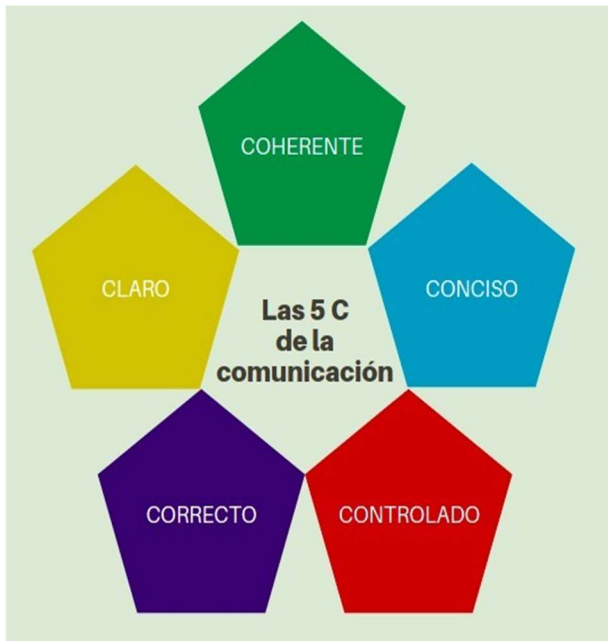 COHERENTE
CLARO
CONCISO
Las 5 C
de la
comunicación
CORRECTO
CONTROLADO